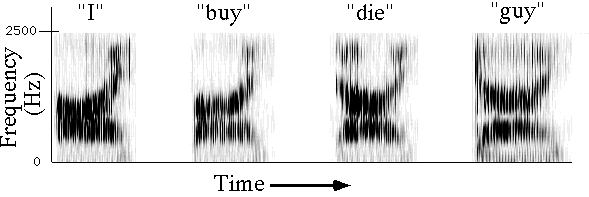 "I" "buy" "die" "guy"
2500
Frequency
(Hz)
0
Time